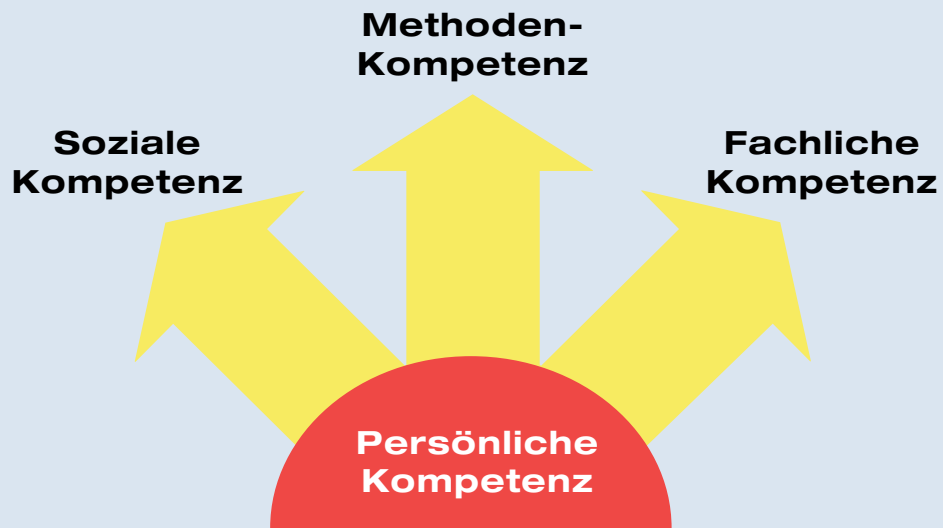 Methoden-
Kompetenz
Soziale
Kompetenz
Fachliche
Kompetenz
Persönliche
Kompetenz